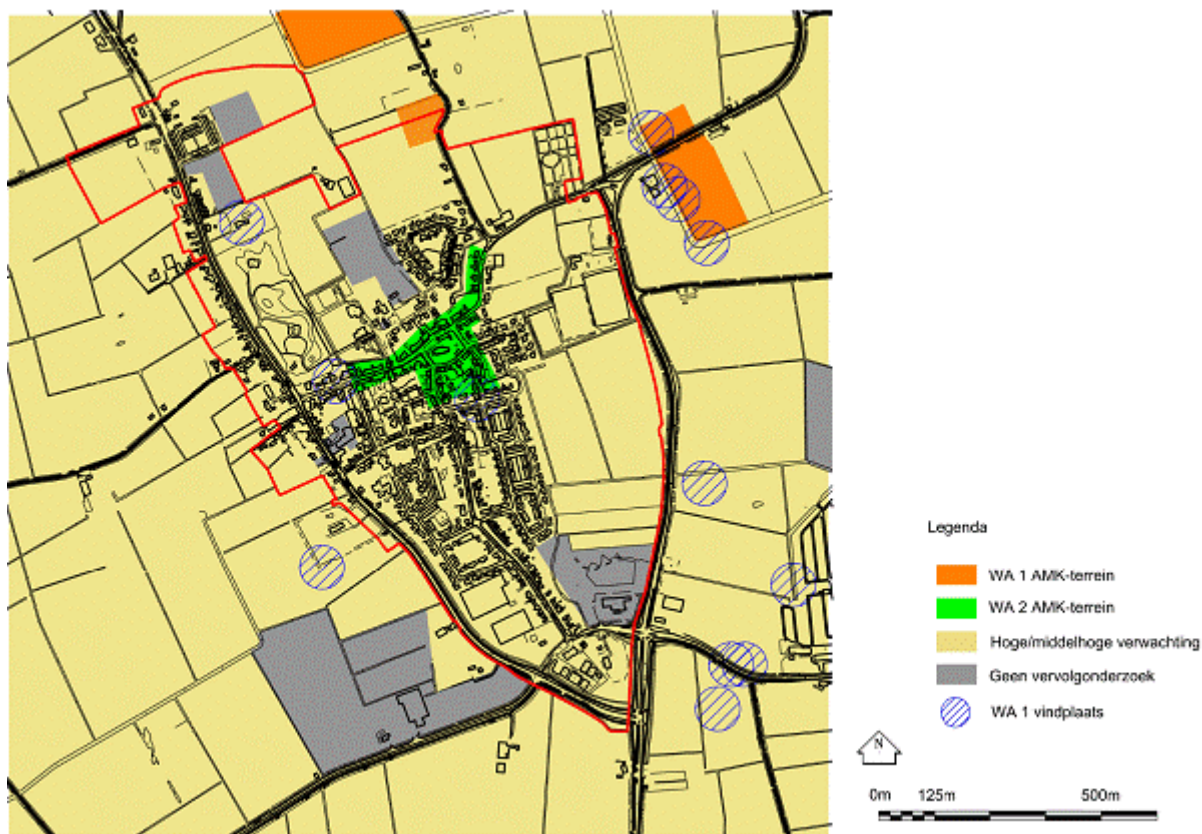 Legenda
WA 1 AMK-terrein
WA 2 AMK-terrein
Hoge/middelhoge verwachting
Geen vervolgonderzoek
WA 1 vindplaats
N
0m 125m 500m